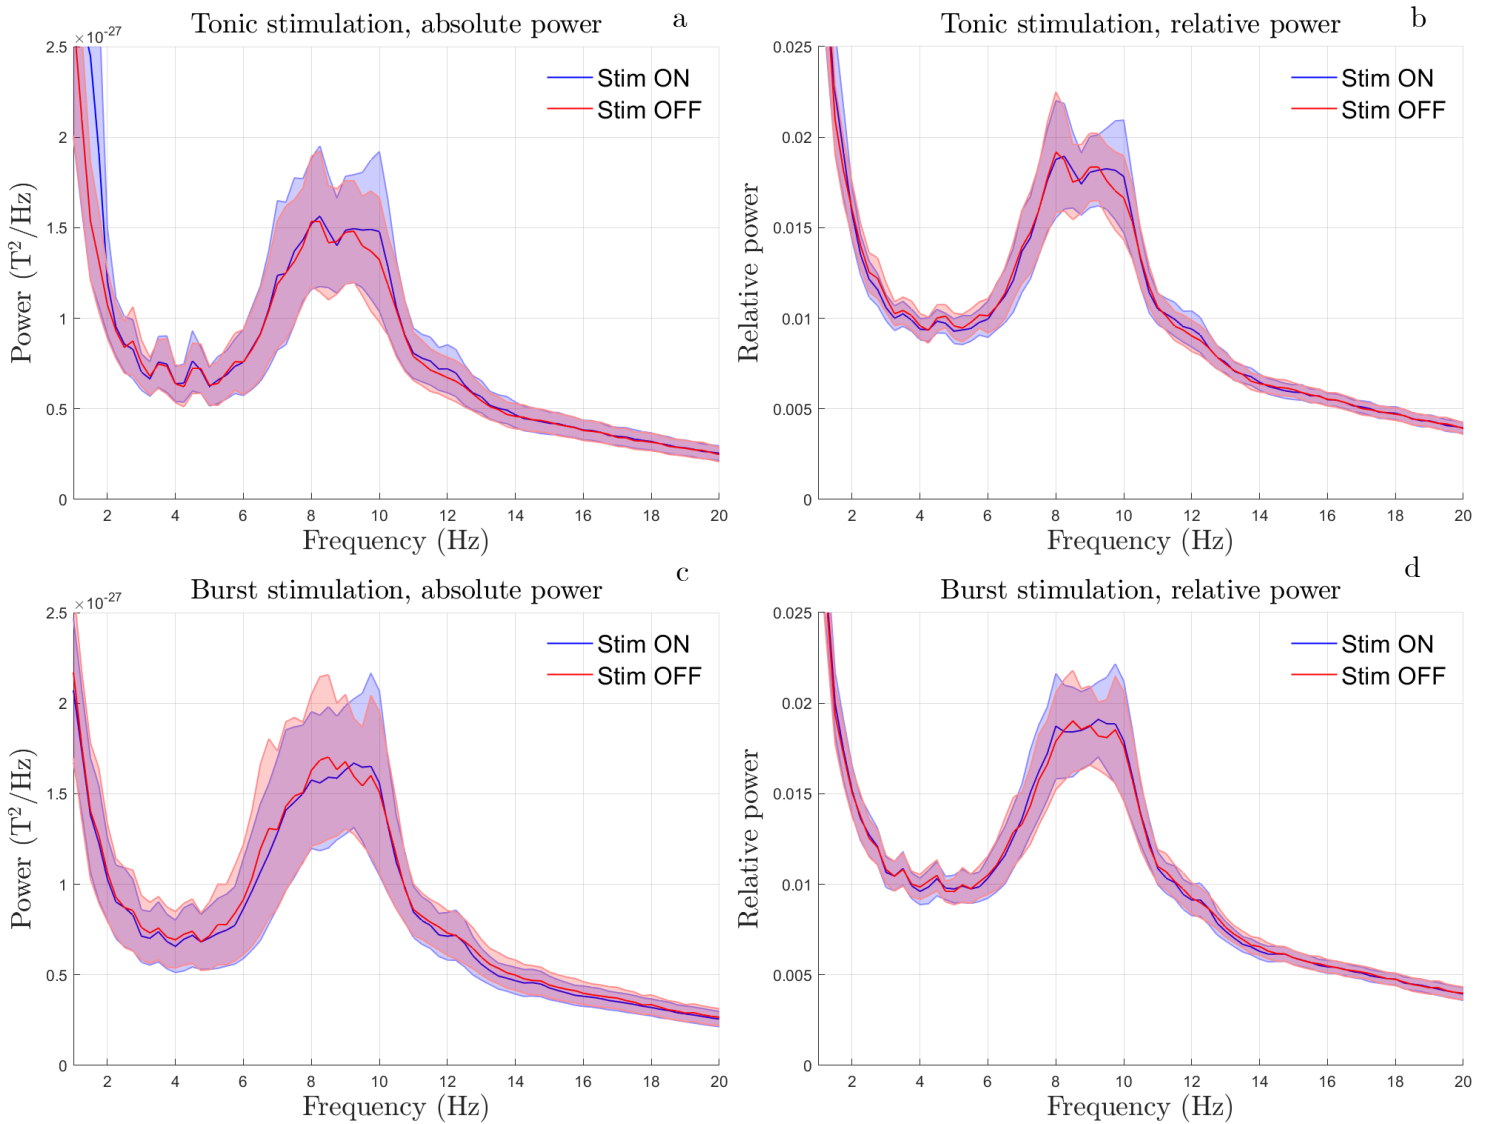 Tonic stimulation, absolute power
a
×10⁻²⁷
2.5
2
1.5
1
0.5
0
Power (T²/Hz)
Stim ON
Stim OFF
2 4 6 8 10 12 14 16 18 20
Frequency (Hz)
Tonic stimulation, relative power
b
0.025
0.02
0.015
0.01
0.005
0
Relative power
Stim ON
Stim OFF
2 4 6 8 10 12 14 16 18 20
Frequency (Hz)
Burst stimulation, absolute power
c
×10⁻²⁷
2.5
2
1.5
1
0.5
0
Power (T²/Hz)
Stim ON
Stim OFF
2 4 6 8 10 12 14 16 18 20
Frequency (Hz)
Burst stimulation, relative power
d
0.025
0.02
0.015
0.01
0.005
0
Relative power
Stim ON
Stim OFF
2 4 6 8 10 12 14 16 18 20
Frequency (Hz)